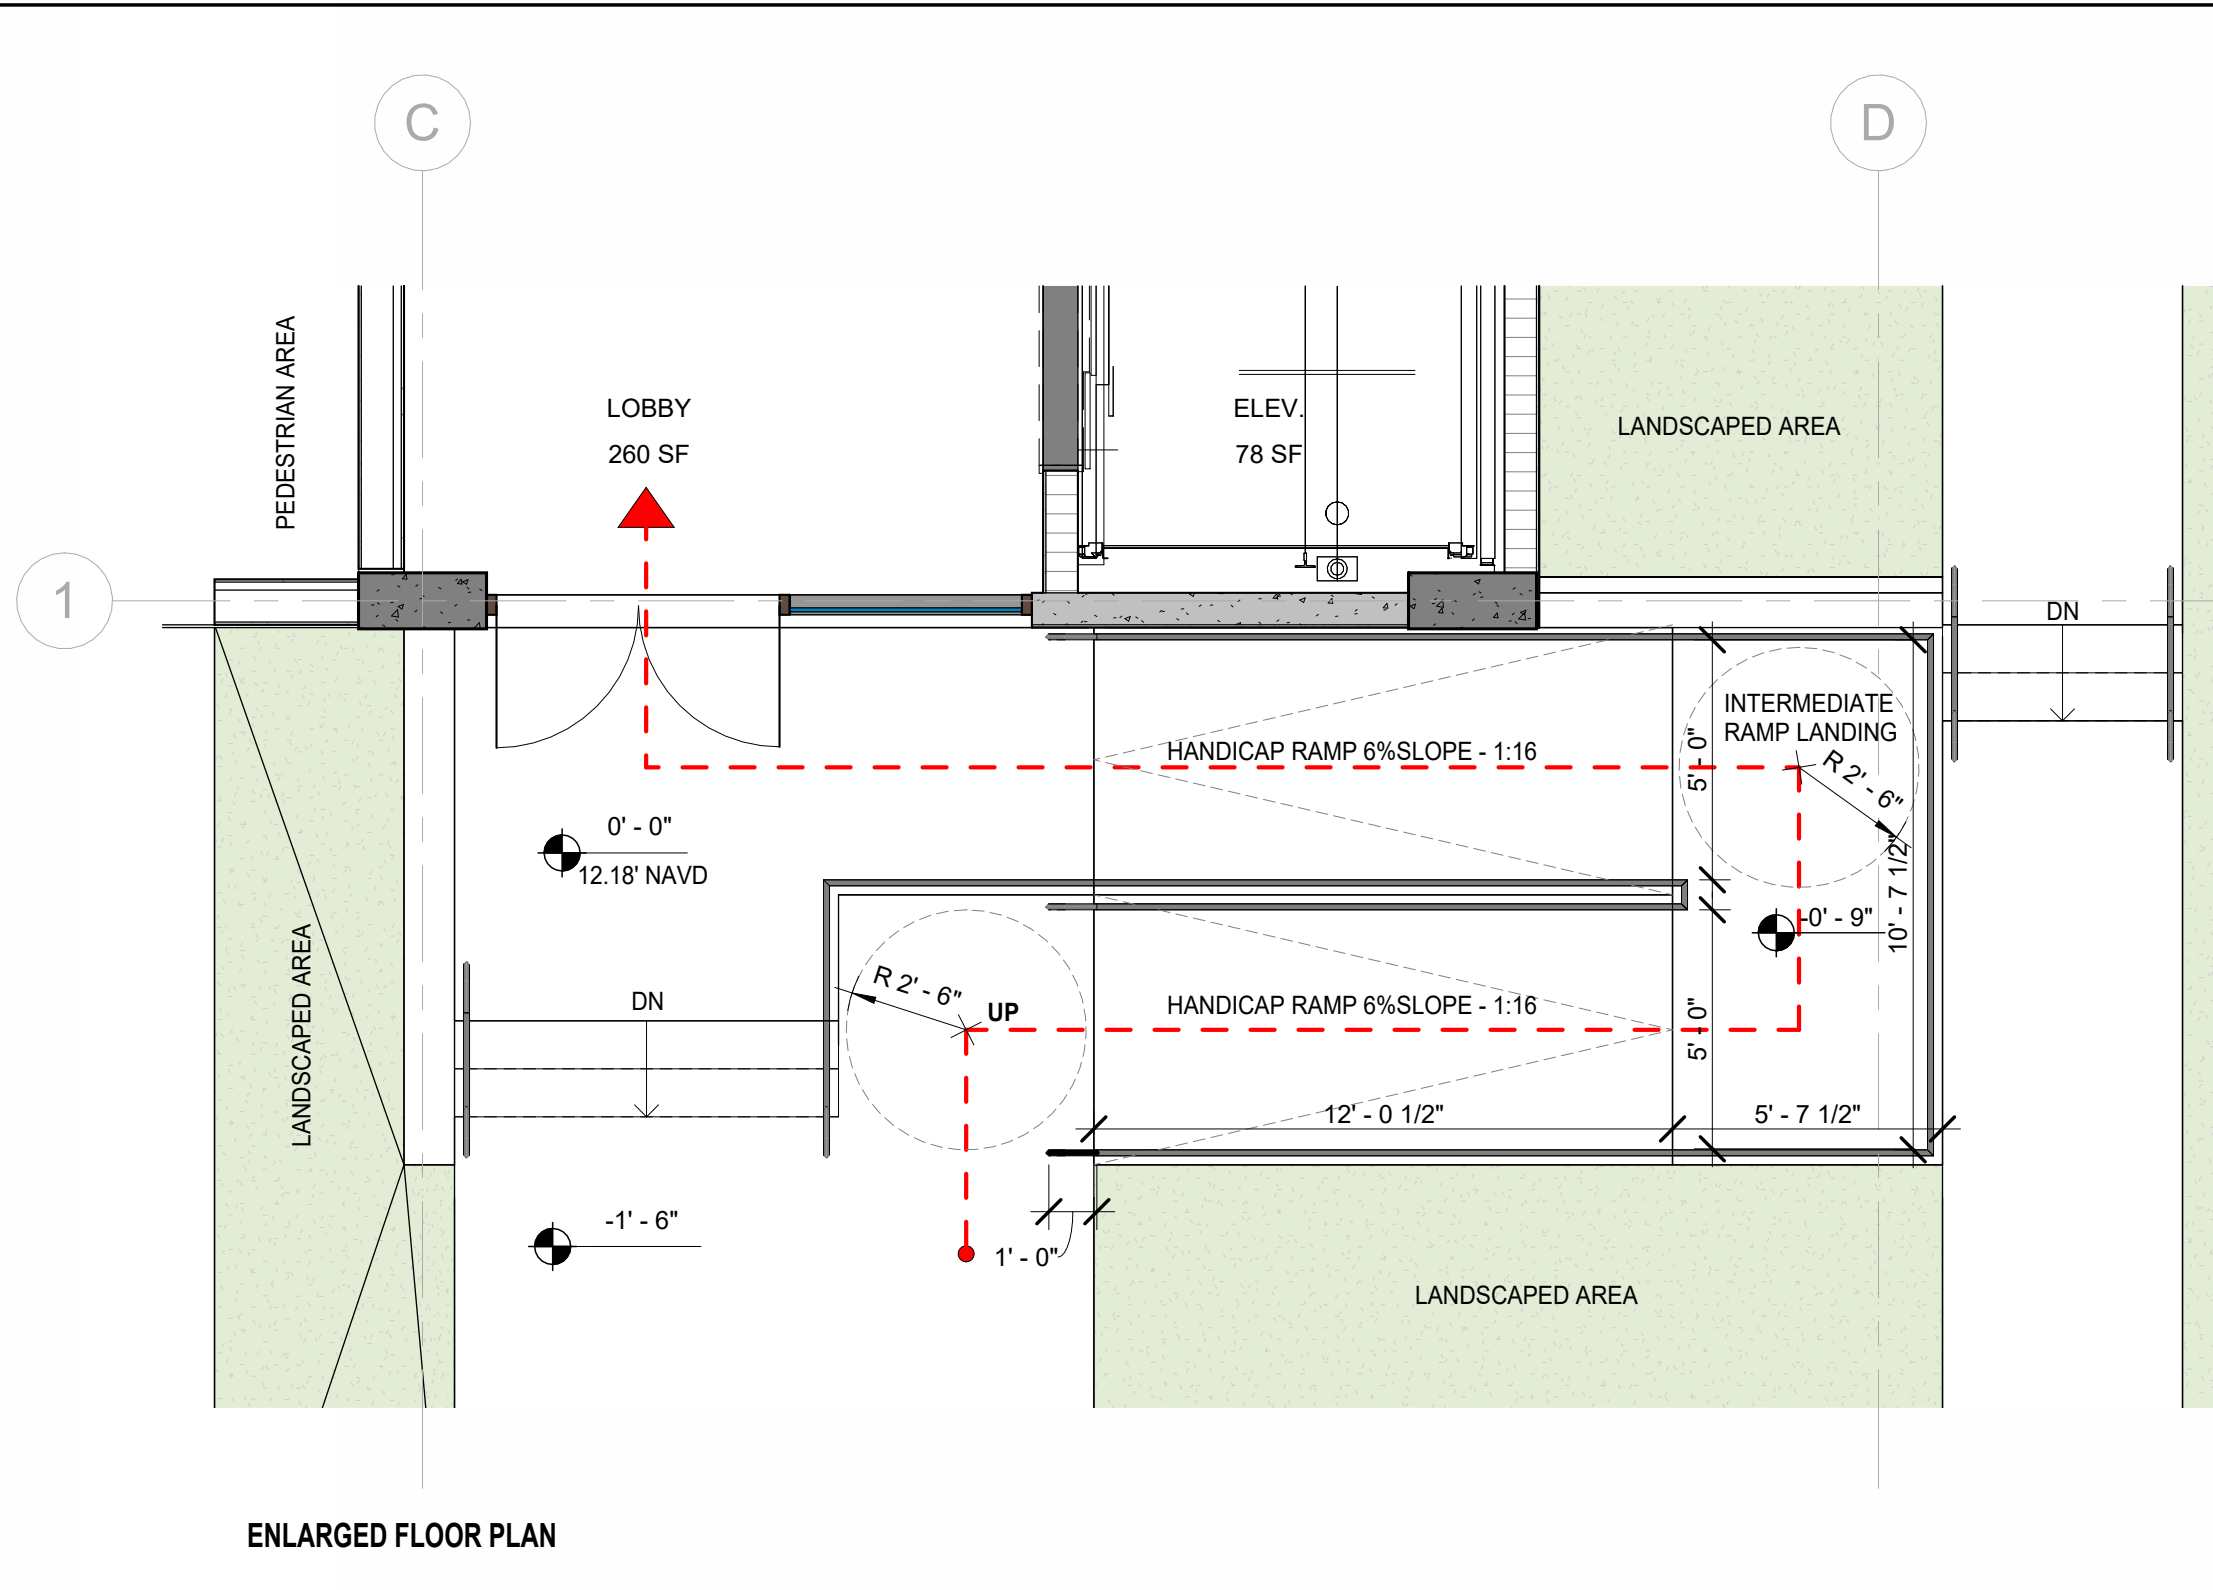 C
D
PEDESTRIAN AREA
LOBBY
260 SF
ELEV.
78 SF
LANDSCAPED AREA
1
DN
INTERMEDIATE
RAMP LANDING
HANDICAP RAMP 6%SLOPE - 1:16
5' - 0"
R 2' - 6"
0' - 0"
12.18' NAVD
10' - 7 1/2"
-0' - 9"
LANDSCAPED AREA
R 2' - 6"
UP
DN
HANDICAP RAMP 6%SLOPE - 1:16
5' - 0"
12' - 0 1/2"
5' - 7 1/2"
-1' - 6"
1' - 0"
LANDSCAPED AREA
ENLARGED FLOOR PLAN